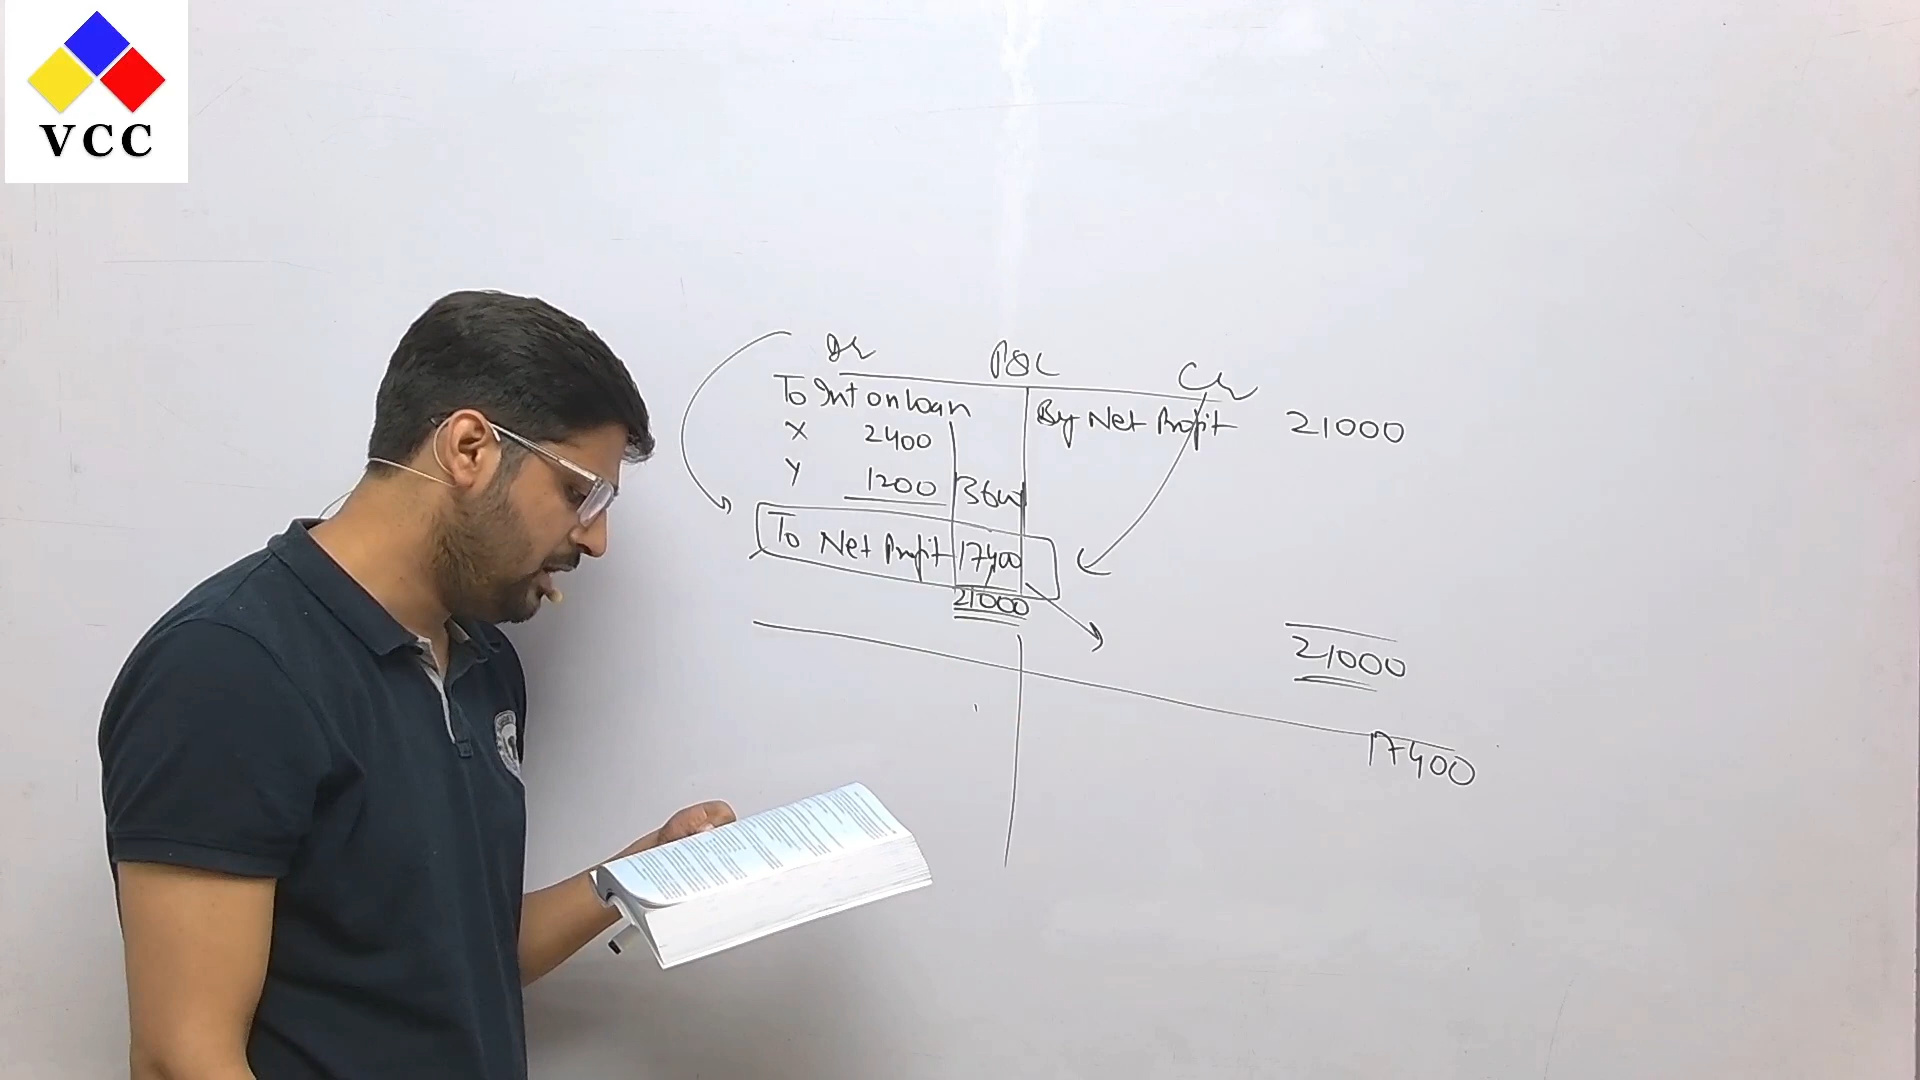 VCC
Dr P&L Cr
To Int on loan By Net Profit 21000
X 2400
Y 1200 3600
To Net Profit 17400
21000
21000
17400